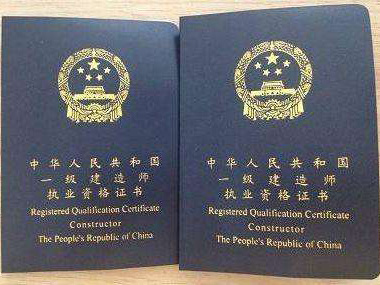 中华人民共和国
一级建造师
执业资格证书
Registered Qualification Certificate
Constructor
The People's Republic of China
中华人民共和国
一级建造师
执业资格证书
Registered Qualification Certificate
Constructor
The People's Republic of China